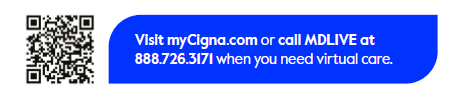 Visit myCigna.com or call MDLIVE at
888.726.3171 when you need virtual care.